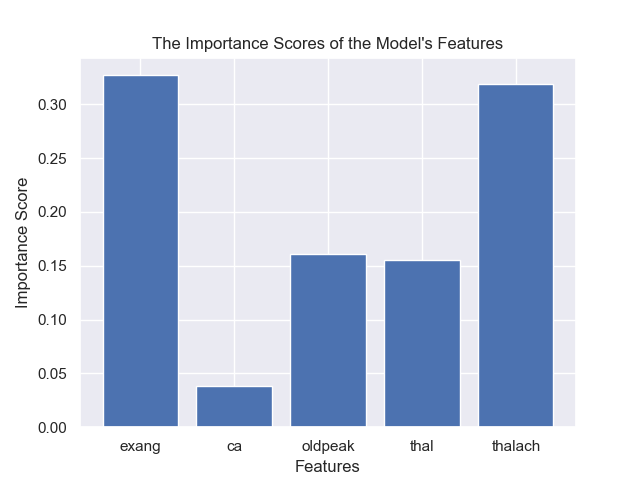 The Importance Scores of the Model's Features
Importance Score
0.30
0.25
0.20
0.15
0.10
0.05
0.00
exang ca oldpeak thal thalach
Features